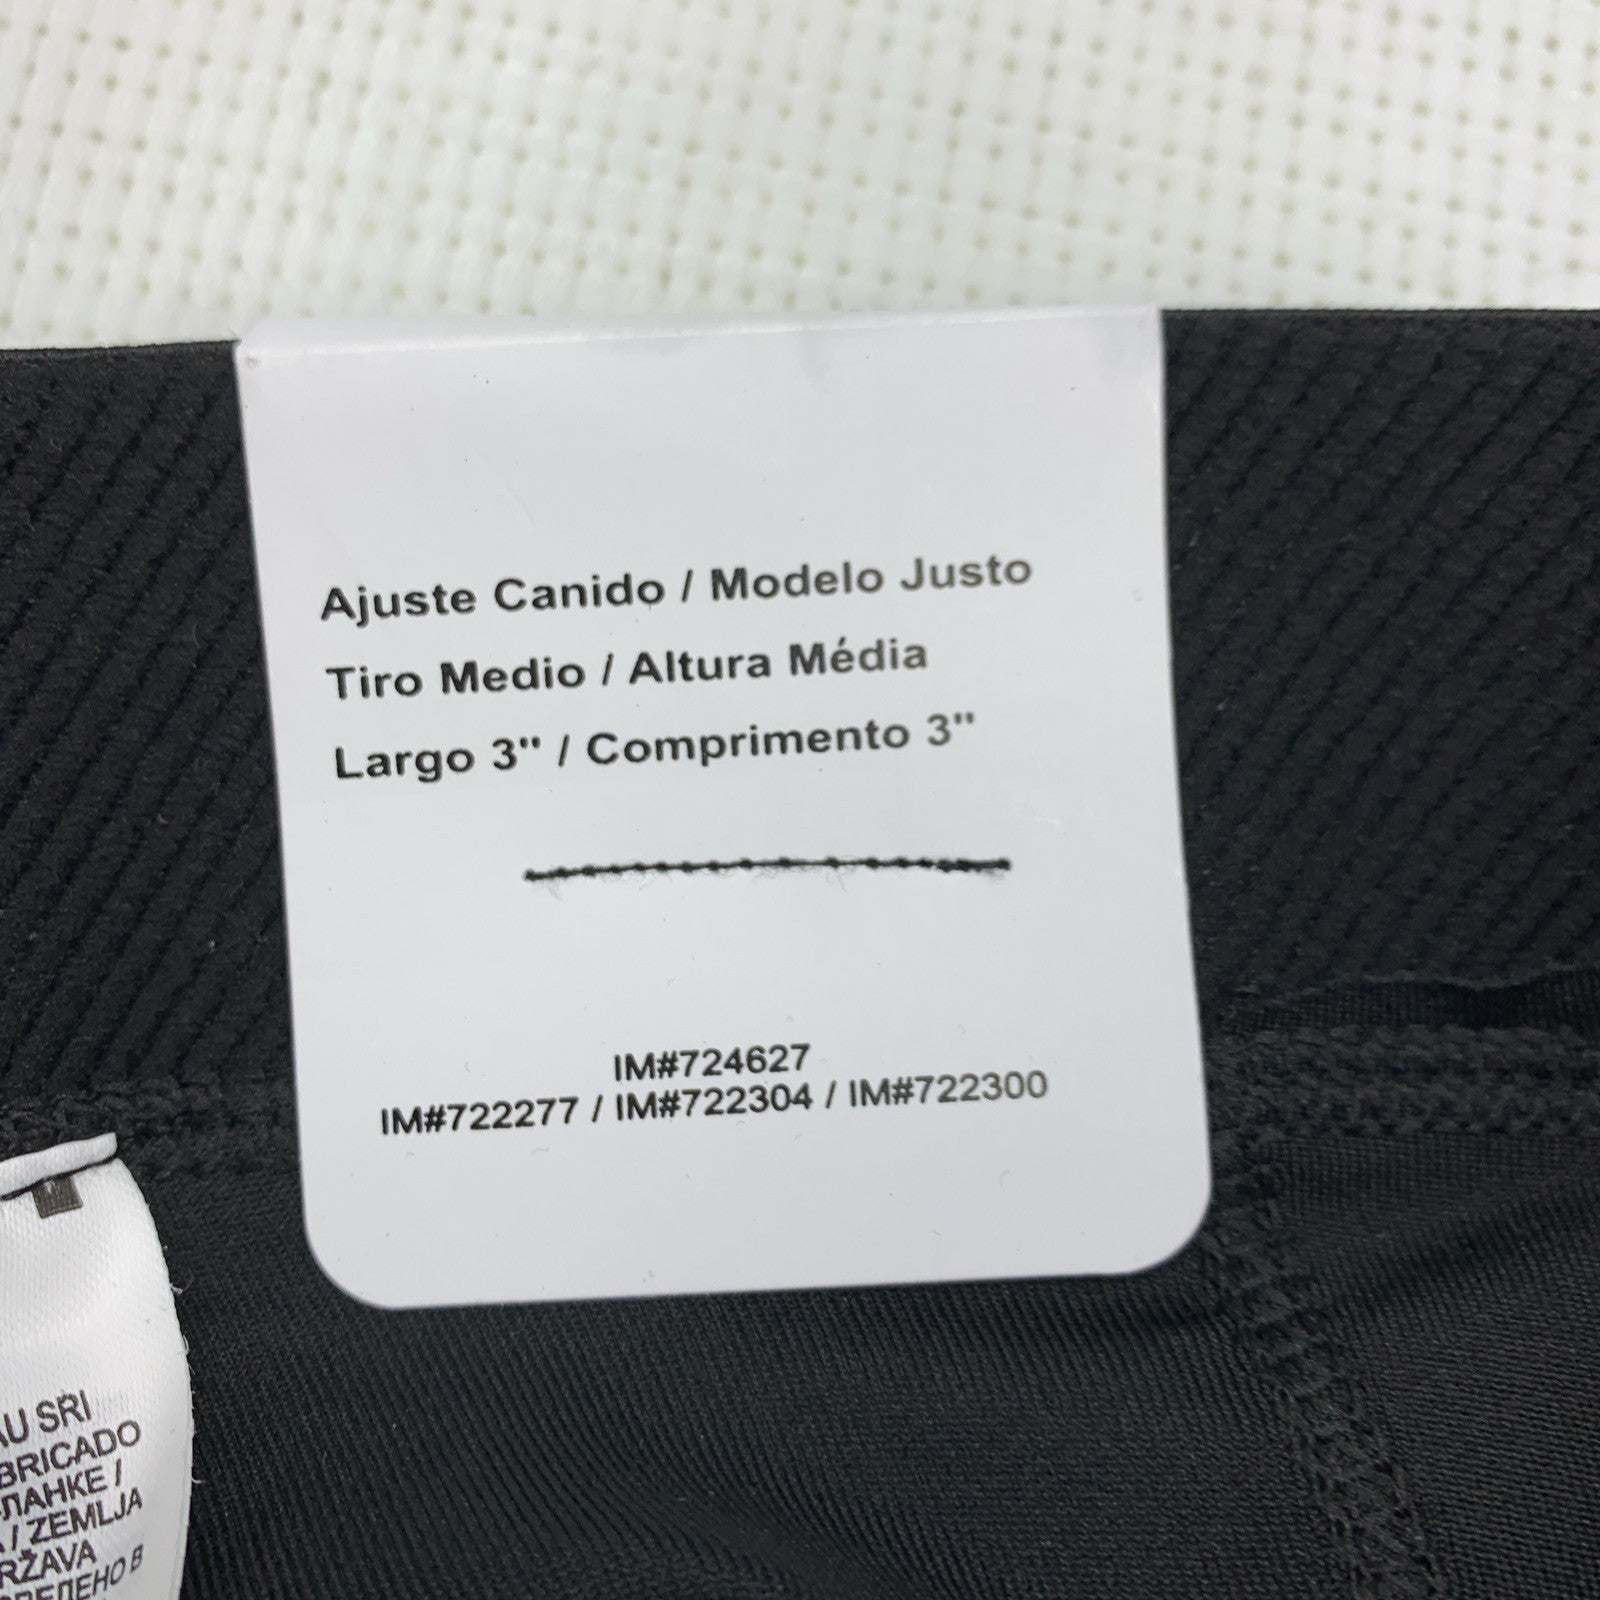 Ajuste Canido / Modelo Justo
Tiro Medio / Altura Média
Largo 3" / Comprimento 3"
IM#724627
IM#722277 / IM#722304 / IM#722300
AU SRI
BRICADO
-ЛАНКЕ /
/ ZEMLJA
RŽAVA